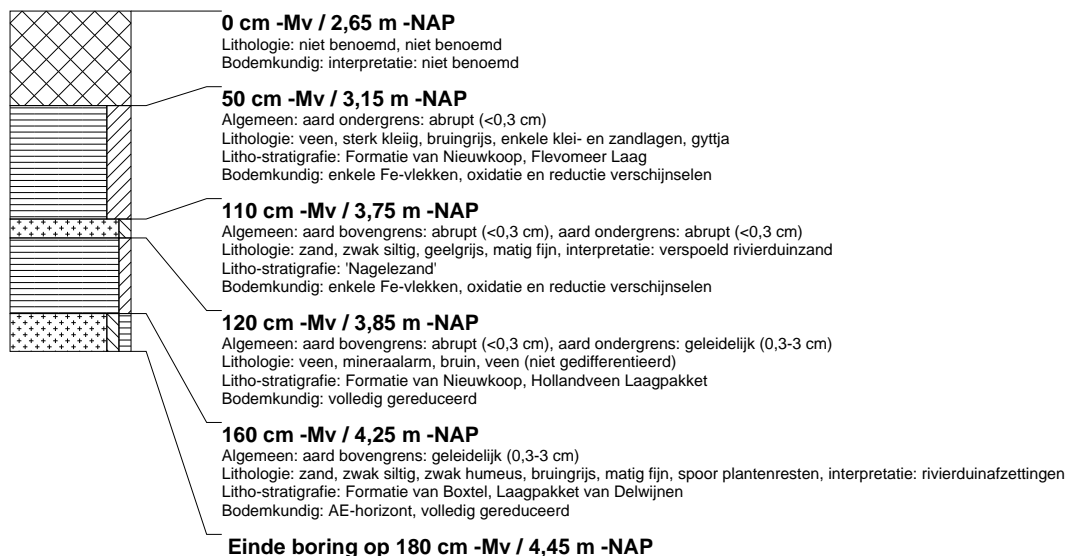 0 cm -Mv / 2,65 m -NAP
Lithologie: niet benoemd, niet benoemd
Bodemkundig: interpretatie: niet benoemd
50 cm -Mv / 3,15 m -NAP
Algemeen: aard ondergrens: abrupt (<0,3 cm)
Lithologie: veen, sterk kleiig, bruingrijs, enkele klei- en zandlagen, gyttja
Litho-stratigrafie: Formatie van Nieuwkoop, Flevomeer Laag
Bodemkundig: enkele Fe-vlekken, oxidatie en reductie verschijnselen
110 cm -Mv / 3,75 m -NAP
Algemeen: aard bovengrens: abrupt (<0,3 cm), aard ondergrens: abrupt (<0,3 cm)
Lithologie: zand, zwak siltig, geelgrijs, matig fijn, interpretatie: verspoeld rivierduinzand
Litho-stratigrafie: 'Nagelezand'
Bodemkundig: enkele Fe-vlekken, oxidatie en reductie verschijnselen
120 cm -Mv / 3,85 m -NAP
Algemeen: aard bovengrens: abrupt (<0,3 cm), aard ondergrens: geleidelijk (0,3-3 cm)
Lithologie: veen, mineraalarm, bruin, veen (niet gedifferentieerd)
Litho-stratigrafie: Formatie van Nieuwkoop, Hollandveen Laagpakket
Bodemkundig: volledig gereduceerd
160 cm -Mv / 4,25 m -NAP
Algemeen: aard bovengrens: geleidelijk (0,3-3 cm)
Lithologie: zand, zwak siltig, zwak humeus, bruingrijs, matig fijn, spoor plantenresten, interpretatie: rivierduinafzettingen
Litho-stratigrafie: Formatie van Boxtel, Laagpakket van Delwijnen
Bodemkundig: AE-horizont, volledig gereduceerd
Einde boring op 180 cm -Mv / 4,45 m -NAP